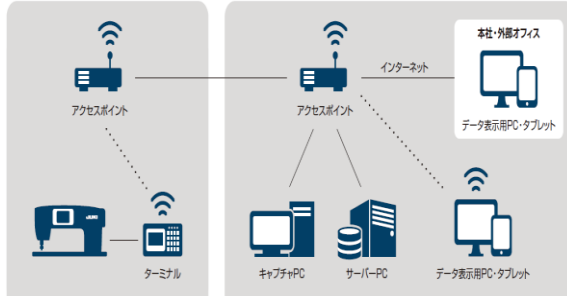 本社・外部オフィス
インターネット
アクセスポイント
アクセスポイント
データ表示用PC・タブレット
JUKI
ターミナル
キャプチャPC
サーバーPC
データ表示用PC・タブレット